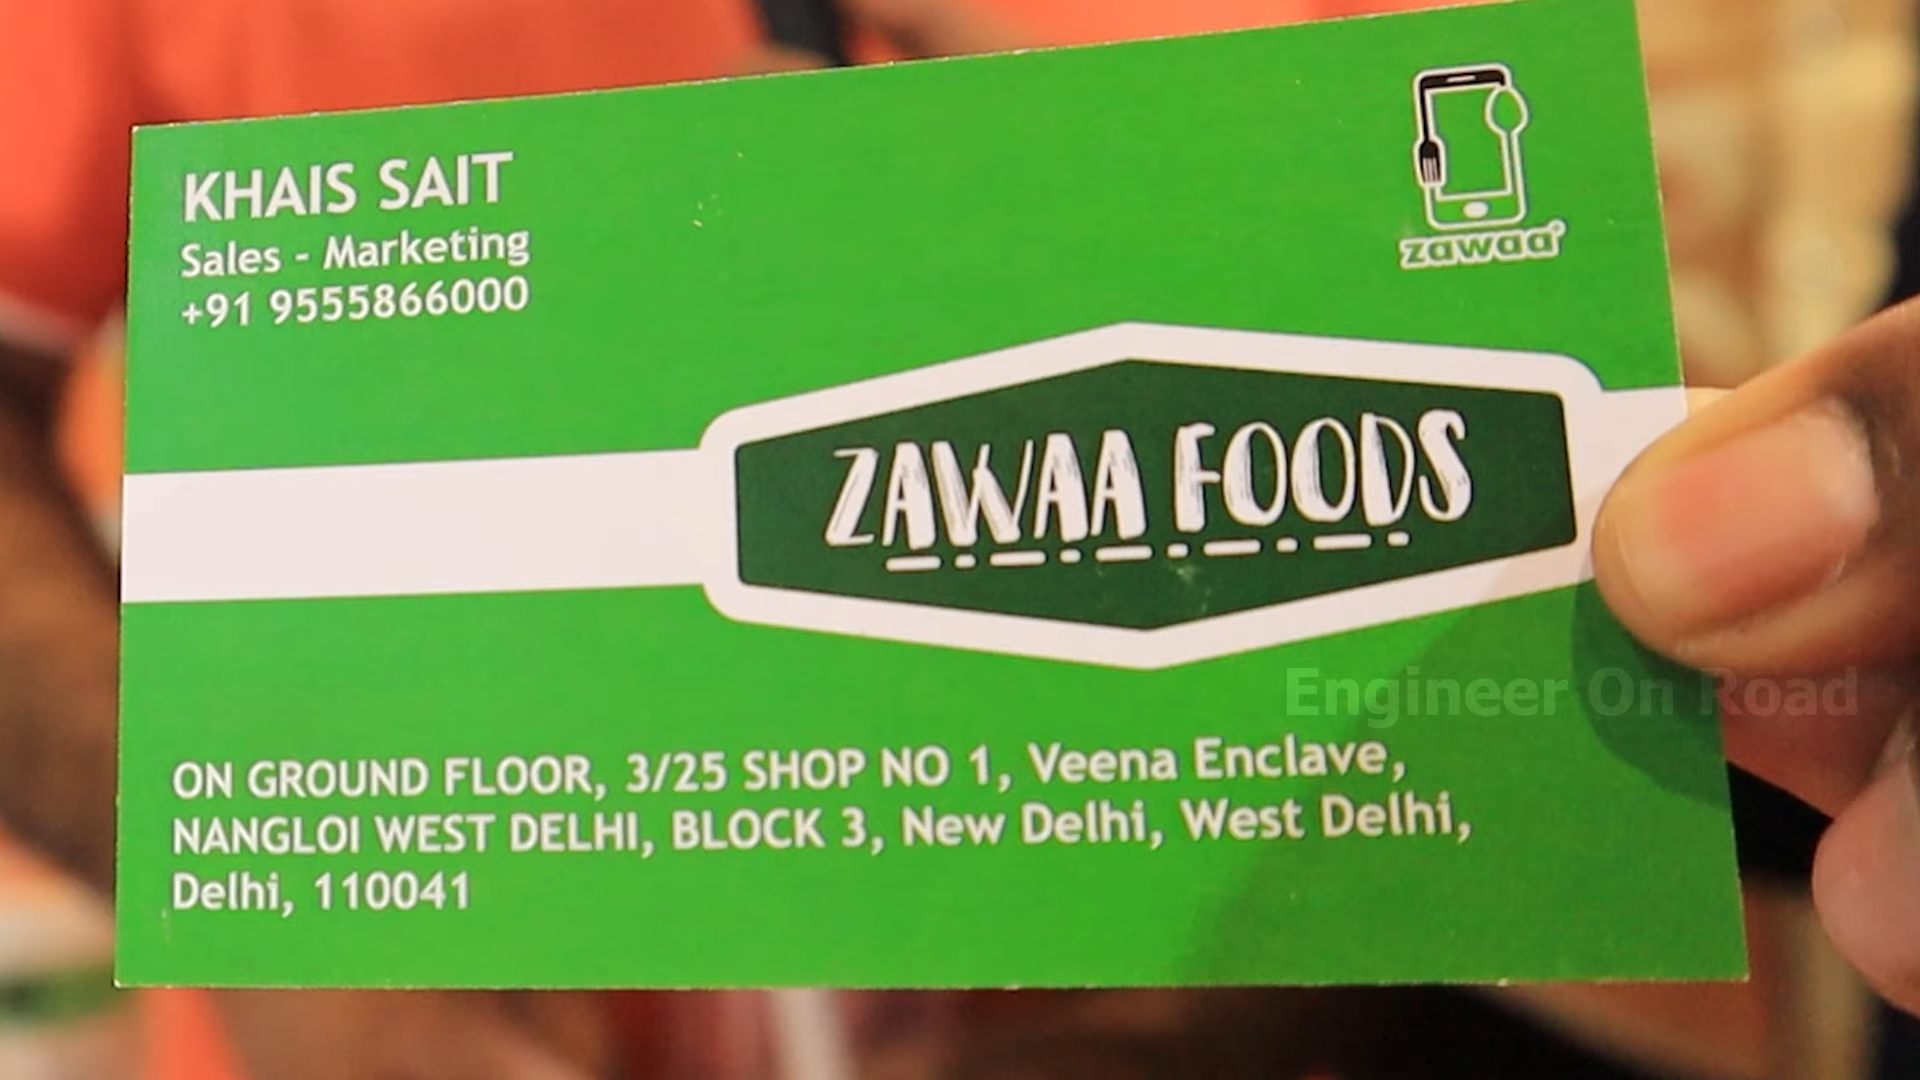 KHAIS SAIT
Sales - Marketing
+91 9555866000
zawaa
ZAWAA FOODS
Engineer On Road
ON GROUND FLOOR, 3/25 SHOP NO 1, Veena Enclave,
NANGLOI WEST DELHI, BLOCK 3, New Delhi, West Delhi,
Delhi, 110041